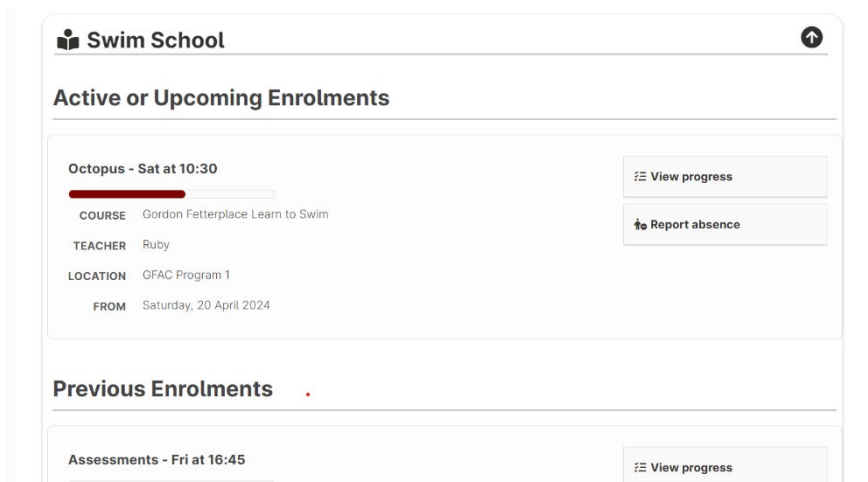 Swim School
Active or Upcoming Enrolments
Octopus - Sat at 10:30
View progress
COURSE Gordon Fetterplace Learn to Swim
Report absence
TEACHER Ruby
LOCATION GFAC Program 1
FROM Saturday, 20 April 2024
Previous Enrolments
Assessments - Fri at 16:45
View progress